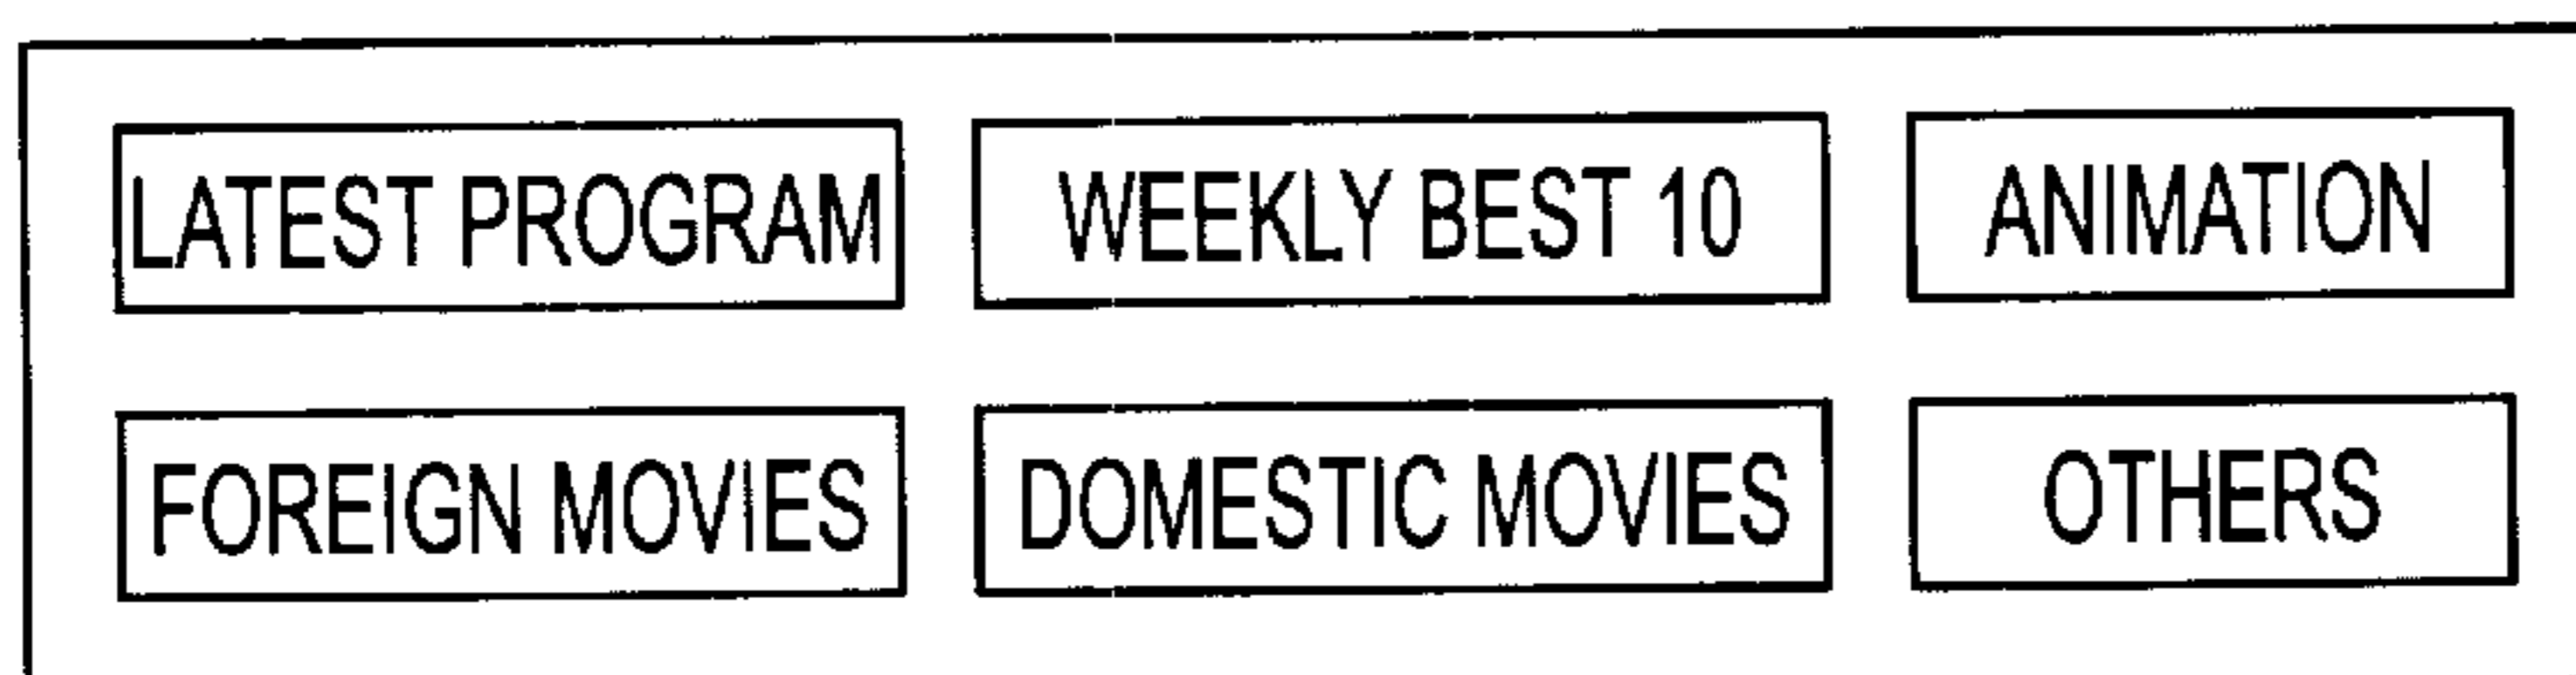 LATEST PROGRAM
WEEKLY BEST 10
ANIMATION
FOREIGN MOVIES
DOMESTIC MOVIES
OTHERS